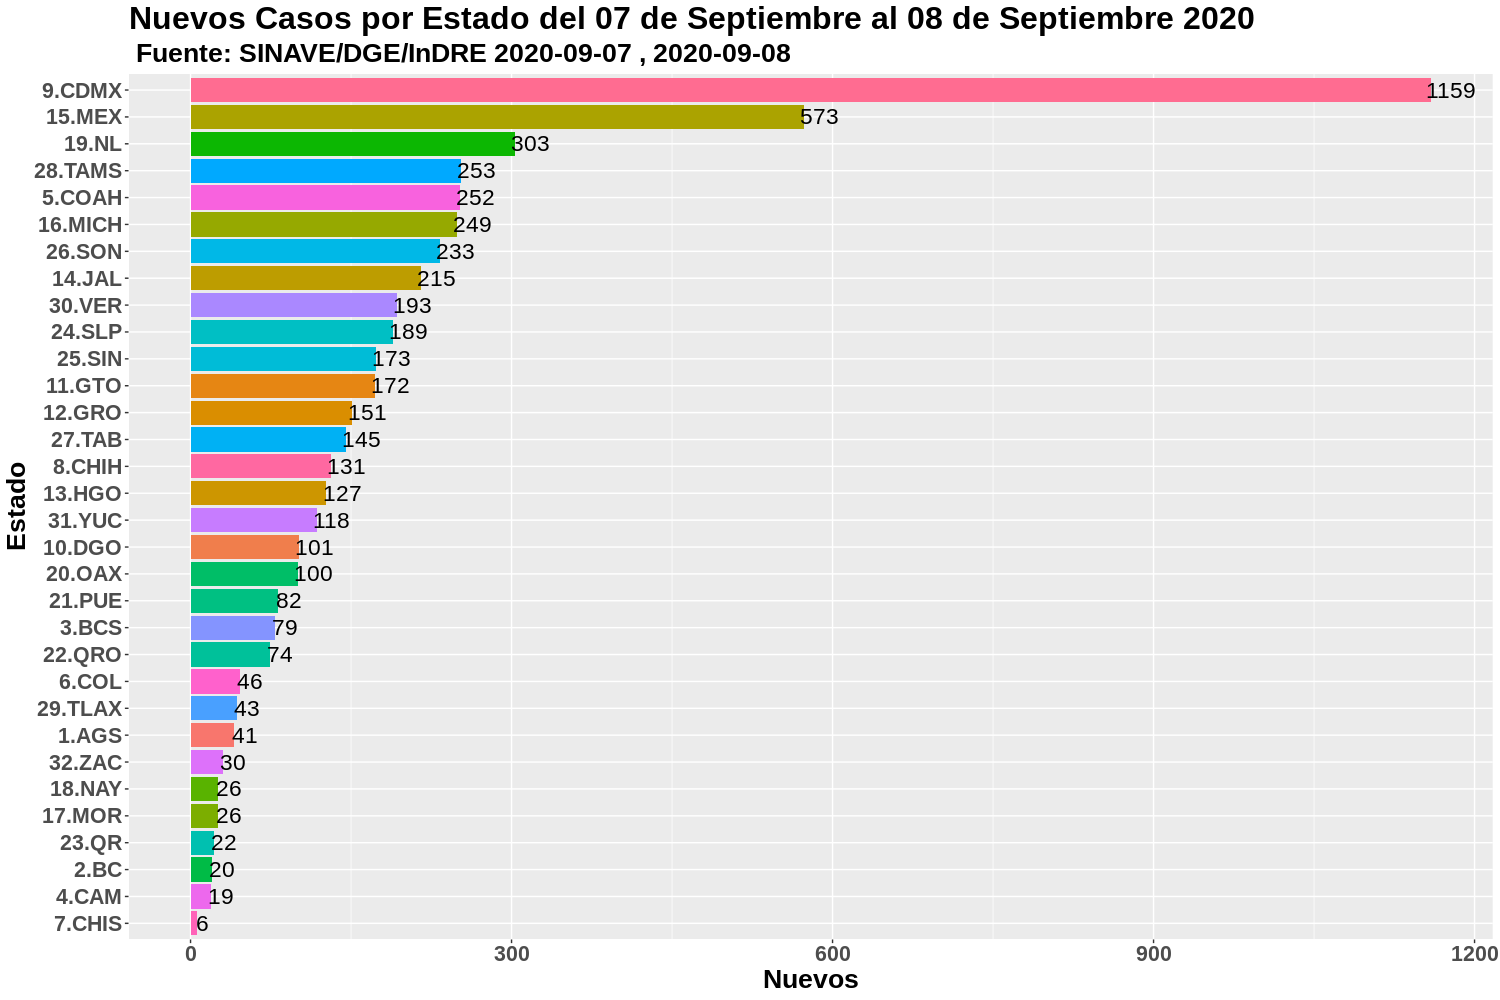 Nuevos Casos por Estado del 07 de Septiembre al 08 de Septiembre 2020
Fuente: SINAVE/DGE/InDRE 2020-09-07 , 2020-09-08
Estado
9.CDMX 1159
15.MEX 573
19.NL 303
28.TAMS 253
5.COAH 252
16.MICH 249
26.SON 233
14.JAL 215
30.VER 193
24.SLP 189
25.SIN 173
11.GTO 172
12.GRO 151
27.TAB 145
8.CHIH 131
13.HGO 127
31.YUC 118
10.DGO 101
20.OAX 100
21.PUE 82
3.BCS 79
22.QRO 74
6.COL 46
29.TLAX 43
1.AGS 41
32.ZAC 30
18.NAY 26
17.MOR 26
23.QR 22
2.BC 20
4.CAM 19
7.CHIS 6
0 300 600 900 1200
Nuevos